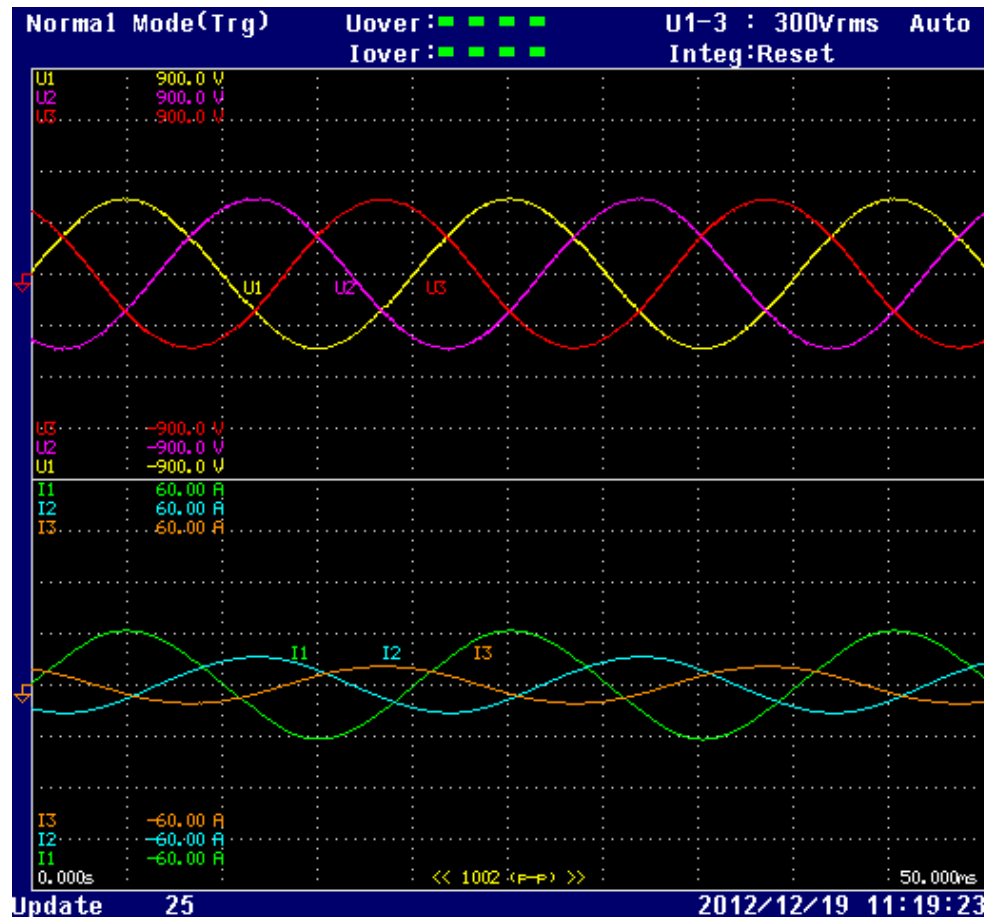 Normal Mode(Trg) Uover: U1-3 : 300Vrms Auto
Iover: Integ:Reset
U1 900.0 V
U2 900.0 V
U3 900.0 V
U1 U2 U3
U3 -900.0 V
U2 -900.0 V
U1 -900.0 V
I1 60.00 A
I2 60.00 A
I3 60.00 A
I1 I2 I3
I3 -60.00 A
I2 -60.00 A
I1 -60.00 A
0.000s << 1002 (p-p) >> 50.000ms
Update 25 2012/12/19 11:19:23